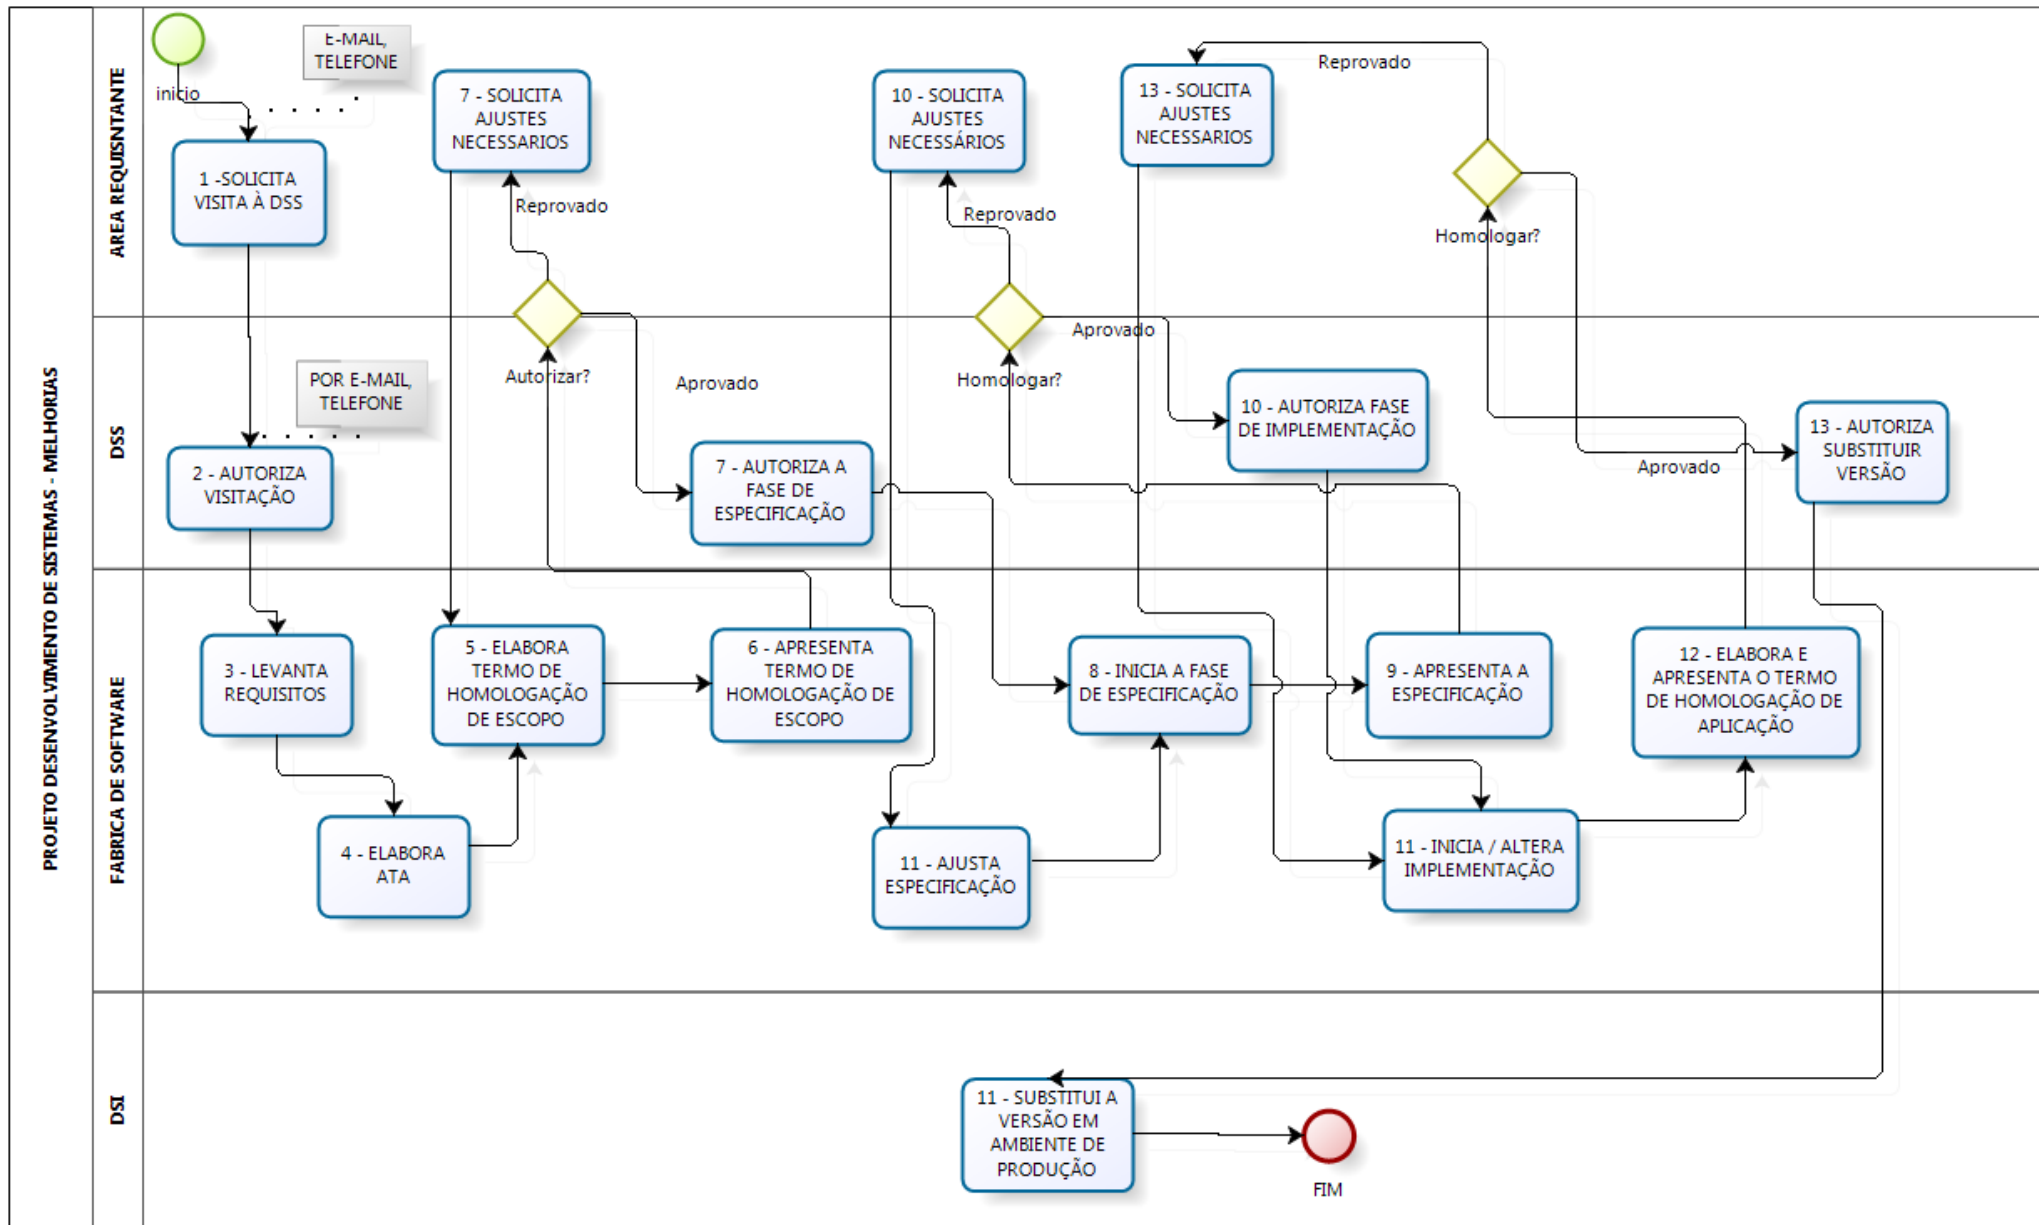 PROJETO DESENVOLVIMENTO DE SISTEMAS - MELHORIAS
AREA REQUISNTANTE
inicio
E-MAIL,
TELEFONE
1 -SOLICITA
VISITA À DSS
7 - SOLICITA
AJUSTES
NECESSARIOS
Reprovado
10 - SOLICITA
AJUSTES
NECESSÁRIOS
Reprovado
13 - SOLICITA
AJUSTES
NECESSARIOS
Reprovado
Homologar?
DSS
POR E-MAIL,
TELEFONE
2 - AUTORIZA
VISITAÇÃO
Autorizar?
Aprovado
7 - AUTORIZA A
FASE DE
ESPECIFICAÇÃO
Homologar?
Aprovado
10 - AUTORIZA FASE
DE IMPLEMENTAÇÃO
Aprovado
13 - AUTORIZA
SUBSTITUIR
VERSÃO
FABRICA DE SOFTWARE
3 - LEVANTA
REQUISITOS
4 - ELABORA
ATA
5 - ELABORA
TERMO DE
HOMOLOGAÇÃO
DE ESCOPO
6 - APRESENTA
TERMO DE
HOMOLOGAÇÃO DE
ESCOPO
11 - AJUSTA
ESPECIFICAÇÃO
8 - INICIA A FASE
DE ESPECIFICAÇÃO
9 - APRESENTA A
ESPECIFICAÇÃO
11 - INICIA / ALTERA
IMPLEMENTAÇÃO
12 - ELABORA E
APRESENTA O TERMO
DE HOMOLOGAÇÃO DE
APLICAÇÃO
DSI
11 - SUBSTITUI A
VERSÃO EM
AMBIENTE DE
PRODUÇÃO
FIM